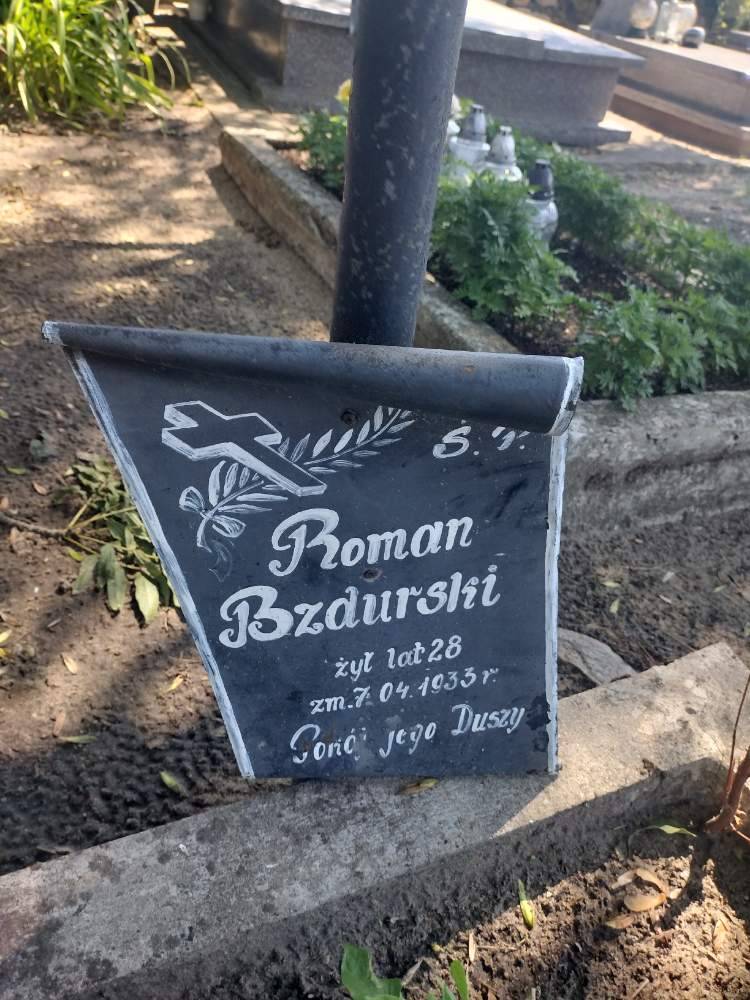 Ś. P.
Roman
Bzdurski
żył lat 28
zm. 7. 04. 1933 r.
Pokój jego Duszy